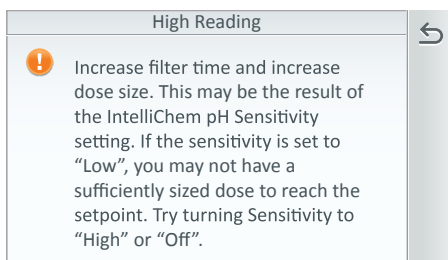 High Reading
Increase filter time and increase
dose size. This may be the result of
the IntelliChem pH Sensitivity
setting. If the sensitivity is set to
“Low”, you may not have a
sufficiently sized dose to reach the
setpoint. Try turning Sensitivity to
“High” or “Off”.